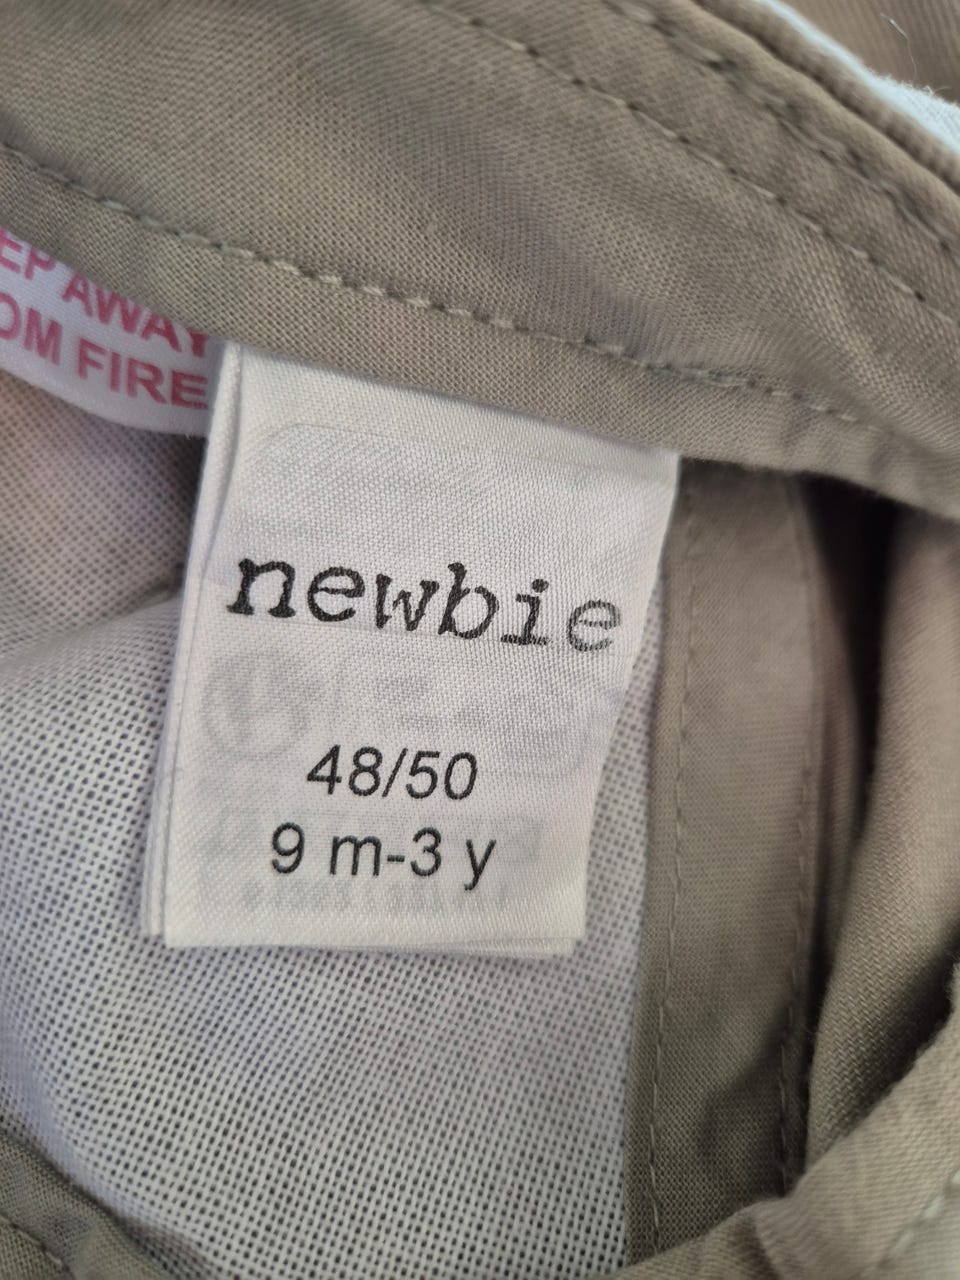 EP AWAY
OM FIRE
newbie
48/50
9 m-3 y